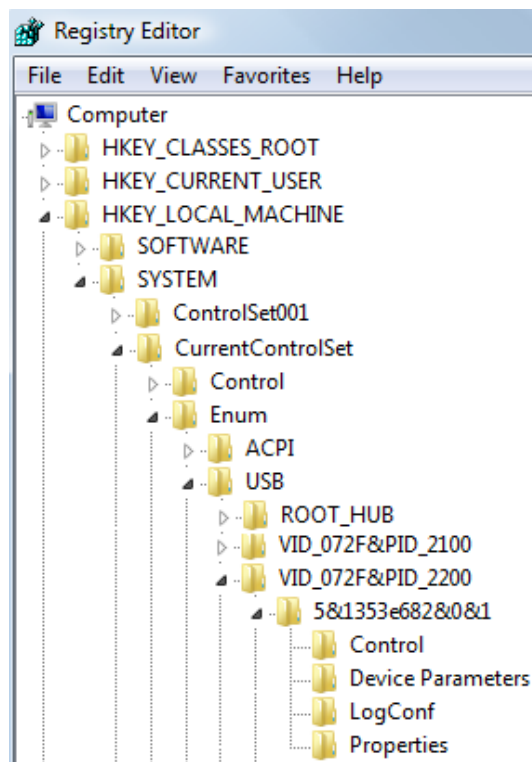 Registry Editor
File Edit View Favorites Help
Computer
HKEY_CLASSES_ROOT
HKEY_CURRENT_USER
HKEY_LOCAL_MACHINE
SOFTWARE
SYSTEM
ControlSet001
CurrentControlSet
Control
Enum
ACPI
USB
ROOT_HUB
VID_072F&PID_2100
VID_072F&PID_2200
5&1353e682&0&1
Control
Device Parameters
LogConf
Properties